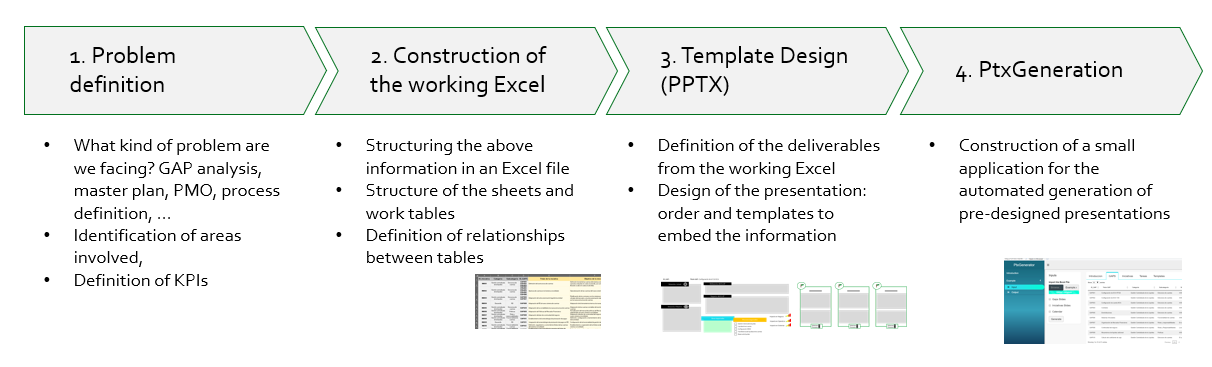 1. Problem
definition
2. Construction of
the working Excel
3. Template Design
(PPTX)
4. PtxGeneration
• What kind of problem are
we facing? GAP analysis,
master plan, PMO, process
definition, ...
• Identification of areas
involved,
• Definition of KPIs
• Structuring the above
information in an Excel file
• Structure of the sheets and
work tables
• Definition of relationships
between tables
• Definition of the deliverables
from the working Excel
• Design of the presentation:
order and templates to
embed the information
• Construction of a small
application for the
automated generation of
pre-designed presentations
PtxGenerator